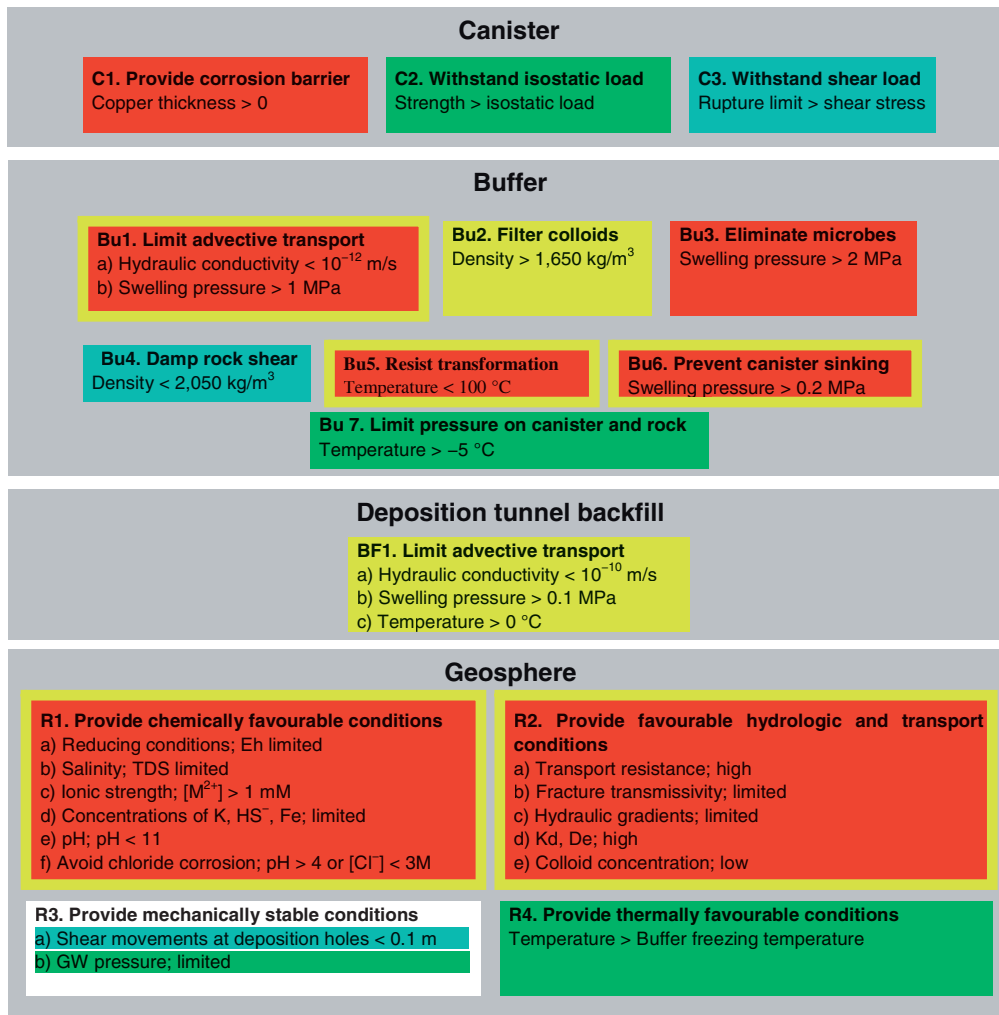 Canister
C1. Provide corrosion barrier
Copper thickness > 0
C2. Withstand isostatic load
Strength > isostatic load
C3. Withstand shear load
Rupture limit > shear stress
Buffer
Bu1. Limit advective transport
a) Hydraulic conductivity < 10⁻¹² m/s
b) Swelling pressure > 1 MPa
Bu2. Filter colloids
Density > 1,650 kg/m³
Bu3. Eliminate microbes
Swelling pressure > 2 MPa
Bu4. Damp rock shear
Density < 2,050 kg/m³
Bu5. Resist transformation
Temperature < 100 °C
Bu6. Prevent canister sinking
Swelling pressure > 0.2 MPa
Bu 7. Limit pressure on canister and rock
Temperature > −5 °C
Deposition tunnel backfill
BF1. Limit advective transport
a) Hydraulic conductivity < 10⁻¹⁰ m/s
b) Swelling pressure > 0.1 MPa
c) Temperature > 0 °C
Geosphere
R1. Provide chemically favourable conditions
a) Reducing conditions; Eh limited
b) Salinity; TDS limited
c) Ionic strength; [M²⁺] > 1 mM
d) Concentrations of K, HS⁻, Fe; limited
e) pH; pH < 11
f) Avoid chloride corrosion; pH > 4 or [Cl⁻] < 3M
R2. Provide favourable hydrologic and transport
conditions
a) Transport resistance; high
b) Fracture transmissivity; limited
c) Hydraulic gradients; limited
d) Kd, De; high
e) Colloid concentration; low
R3. Provide mechanically stable conditions
a) Shear movements at deposition holes < 0.1 m
b) GW pressure; limited
R4. Provide thermally favourable conditions
Temperature > Buffer freezing temperature